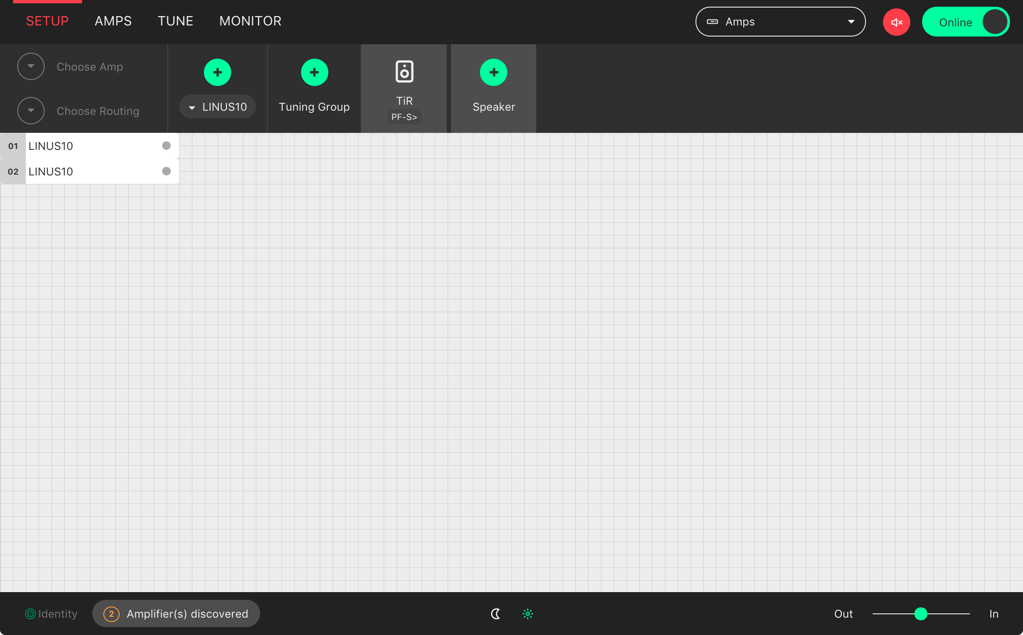 SETUP AMPS TUNE MONITOR Amps Online
Choose Amp
Choose Routing
LINUS10
Tuning Group
TiR
PF-S>
Speaker
01 LINUS10
02 LINUS10
Identity 2 Amplifier(s) discovered Out In